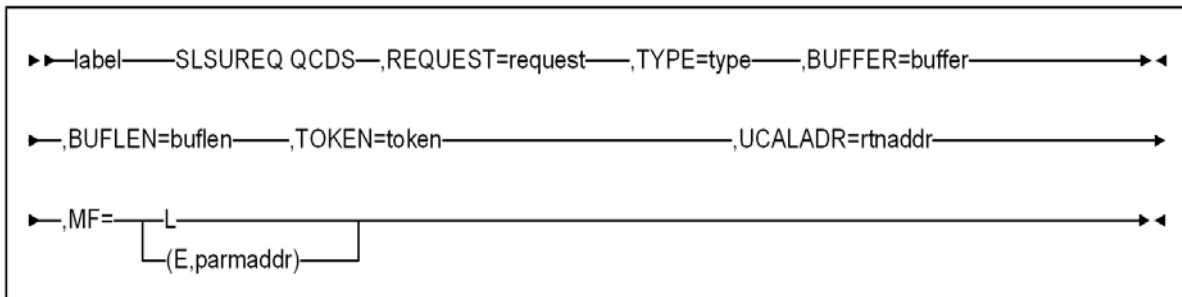 label SLSUREQ QCDS ,REQUEST=request ,TYPE=type ,BUFFER=buffer
,BUFLEN=buflen ,TOKEN=token ,UCALADR=rtnaddr
,MF= L
(E,parmaddr)